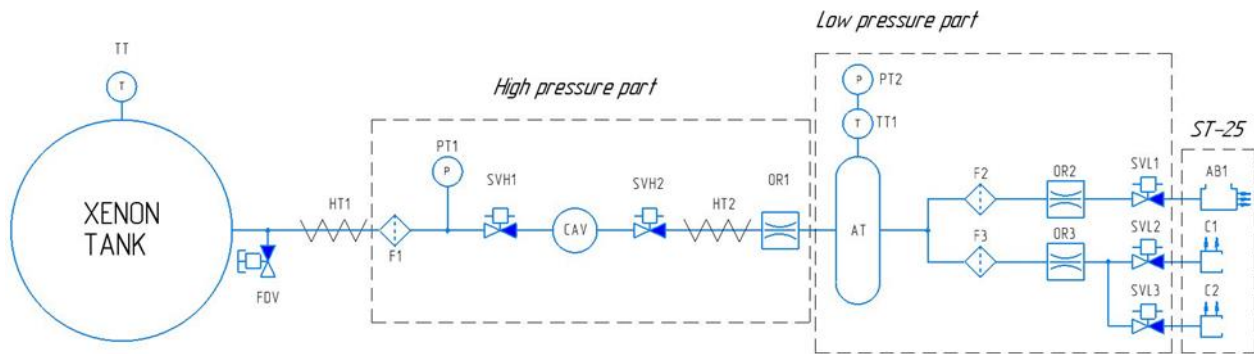 Low pressure part
TT
T
High pressure part
P
PT2
T
TT1
ST-25
PT1
P
SVH1
SVH2
OR1
F2
OR2
SVL1
AB1
XENON
TANK
HT1
F1
CAV
HT2
AT
F3
OR3
SVL2
C1
FDV
SVL3
C2